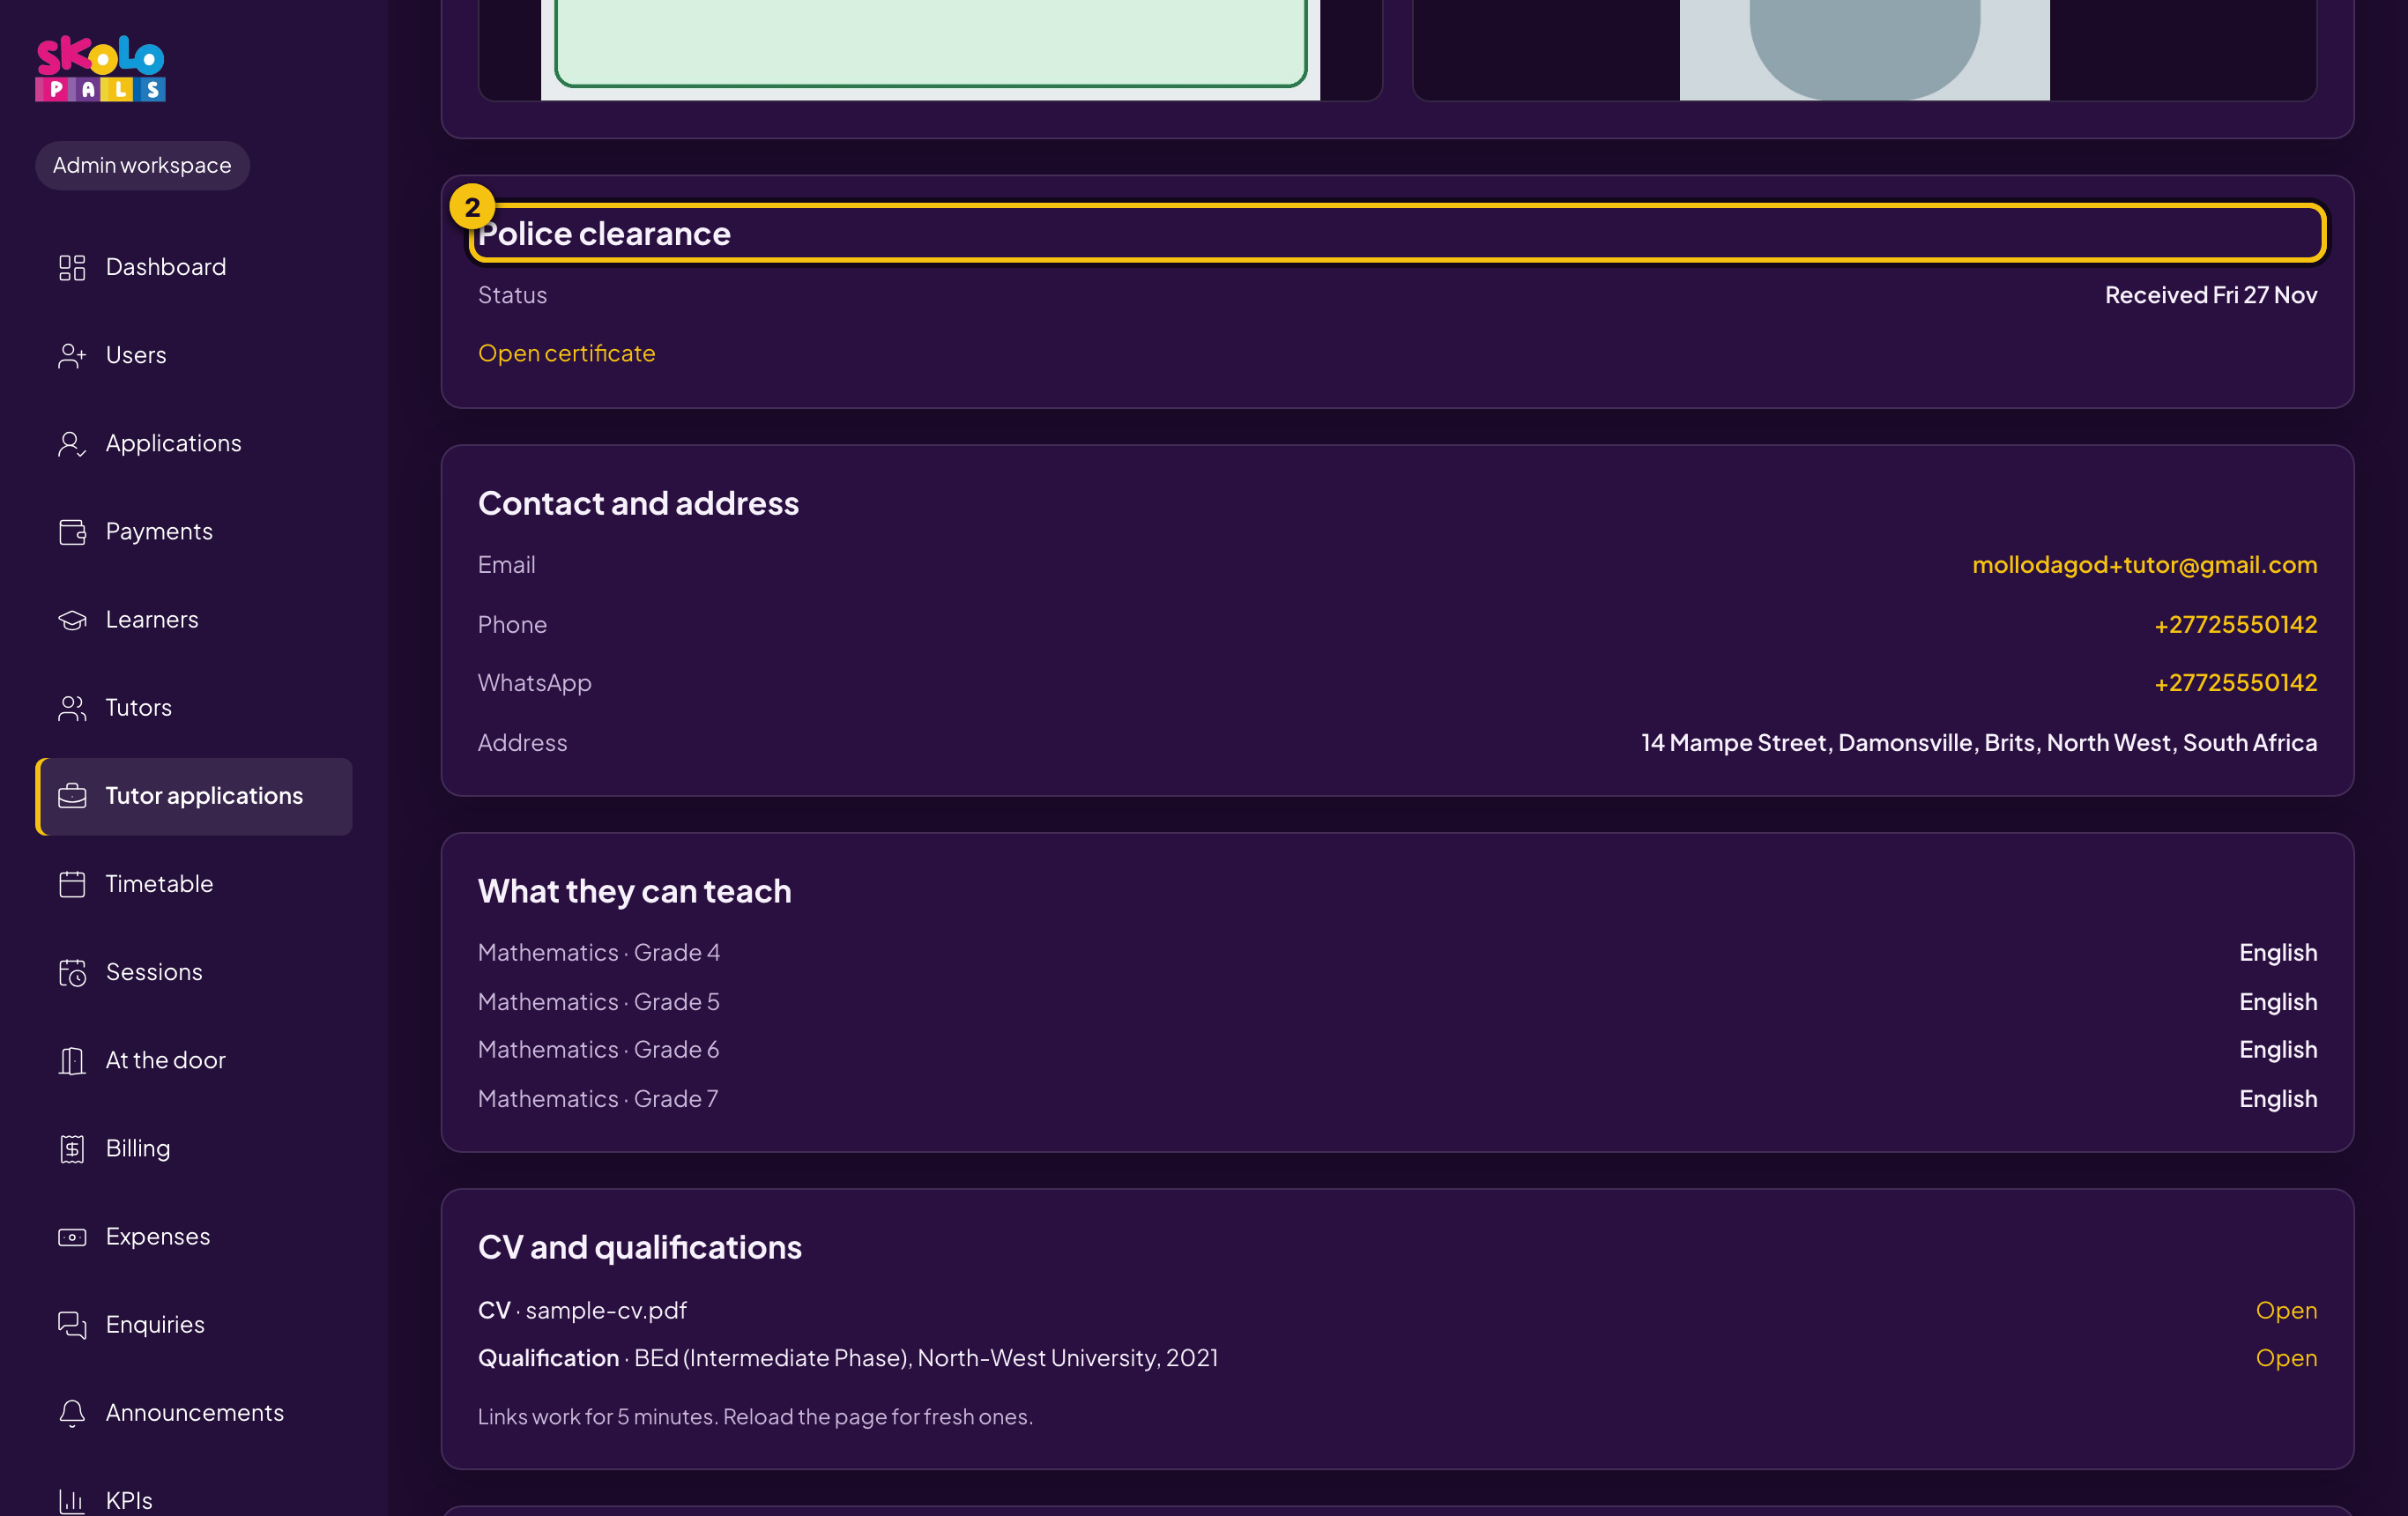 SKOLO
PALS
Admin workspace
Dashboard
Users
Applications
Payments
Learners
Tutors
Tutor applications
Timetable
Sessions
At the door
Billing
Expenses
Enquiries
Announcements
KPIs
2
Police clearance
Status Received Fri 27 Nov
Open certificate
Contact and address
Email mollodagod+tutor@gmail.com
Phone +27725550142
WhatsApp +27725550142
Address 14 Mampe Street, Damonsville, Brits, North West, South Africa
What they can teach
Mathematics · Grade 4 English
Mathematics · Grade 5 English
Mathematics · Grade 6 English
Mathematics · Grade 7 English
CV and qualifications
CV · sample-cv.pdf Open
Qualification · BEd (Intermediate Phase), North-West University, 2021 Open
Links work for 5 minutes. Reload the page for fresh ones.